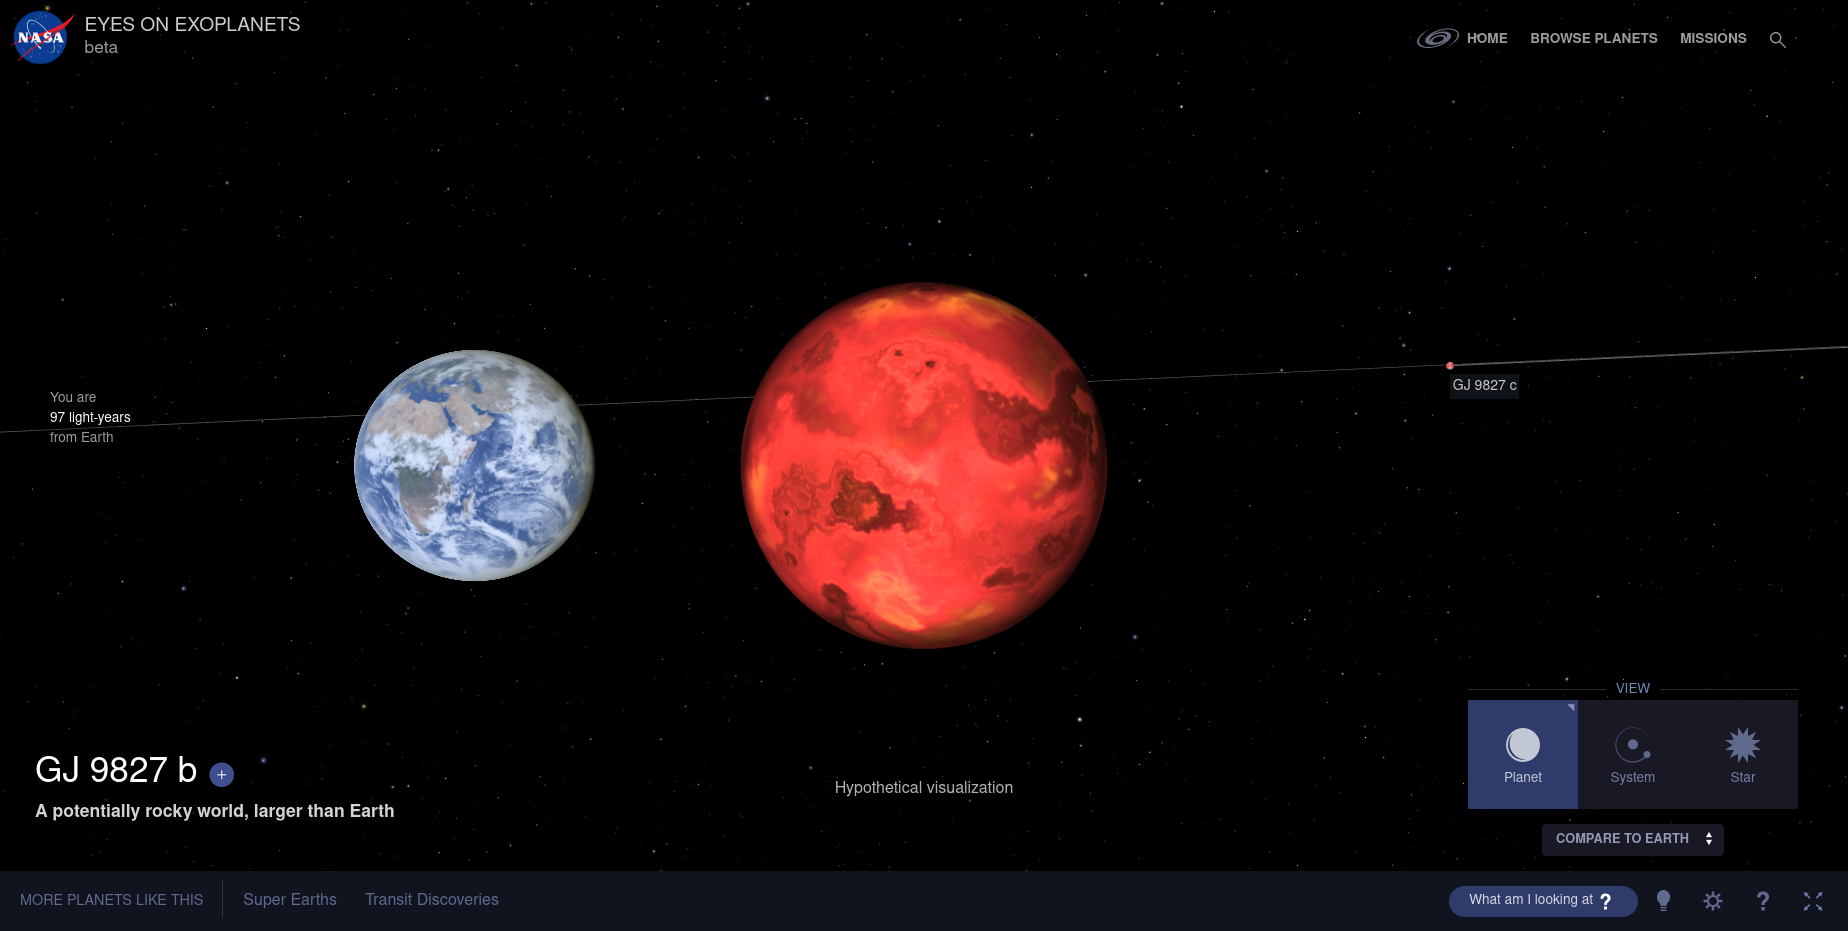 NASA
EYES ON EXOPLANETS
beta
HOME
BROWSE PLANETS
MISSIONS
You are
97 light-years
from Earth
GJ 9827 c
VIEW
Planet
System
Star
COMPARE TO EARTH
GJ 9827 b +
A potentially rocky world, larger than Earth
Hypothetical visualization
MORE PLANETS LIKE THIS
Super Earths
Transit Discoveries
What am I looking at ?
?